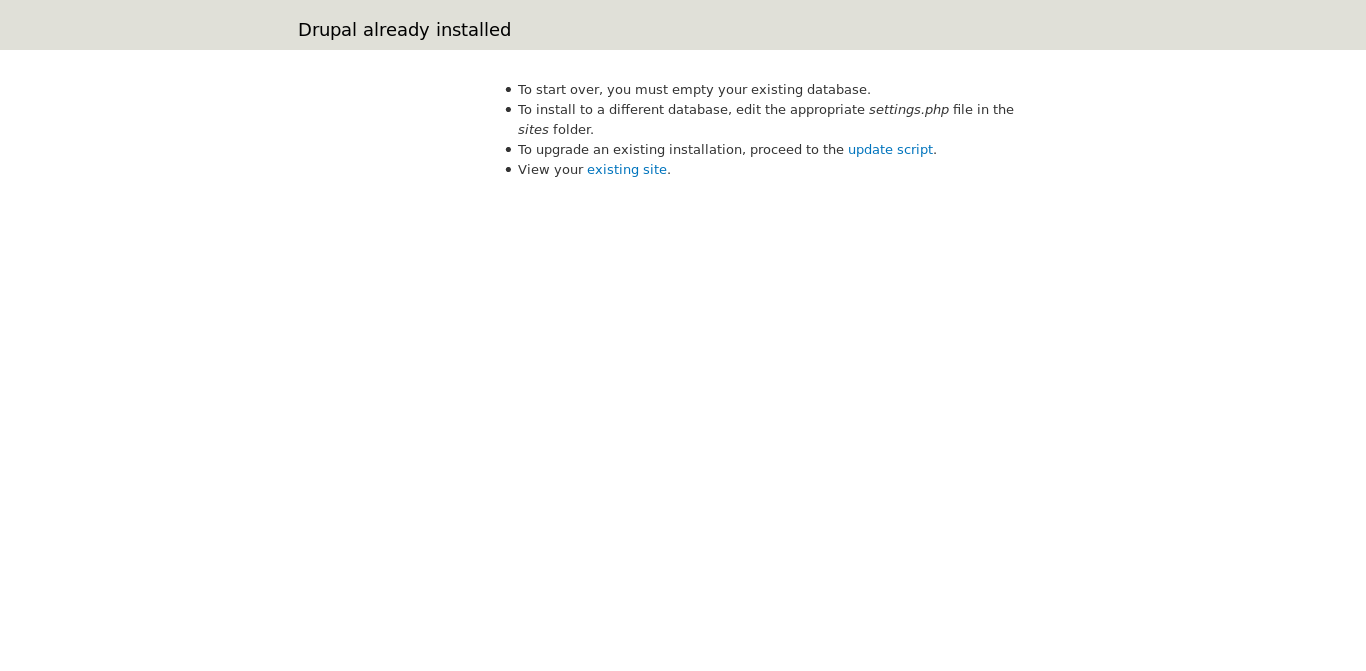 Drupal already installed
• To start over, you must empty your existing database.
• To install to a different database, edit the appropriate settings.php file in the
sites folder.
• To upgrade an existing installation, proceed to the update script.
• View your existing site.